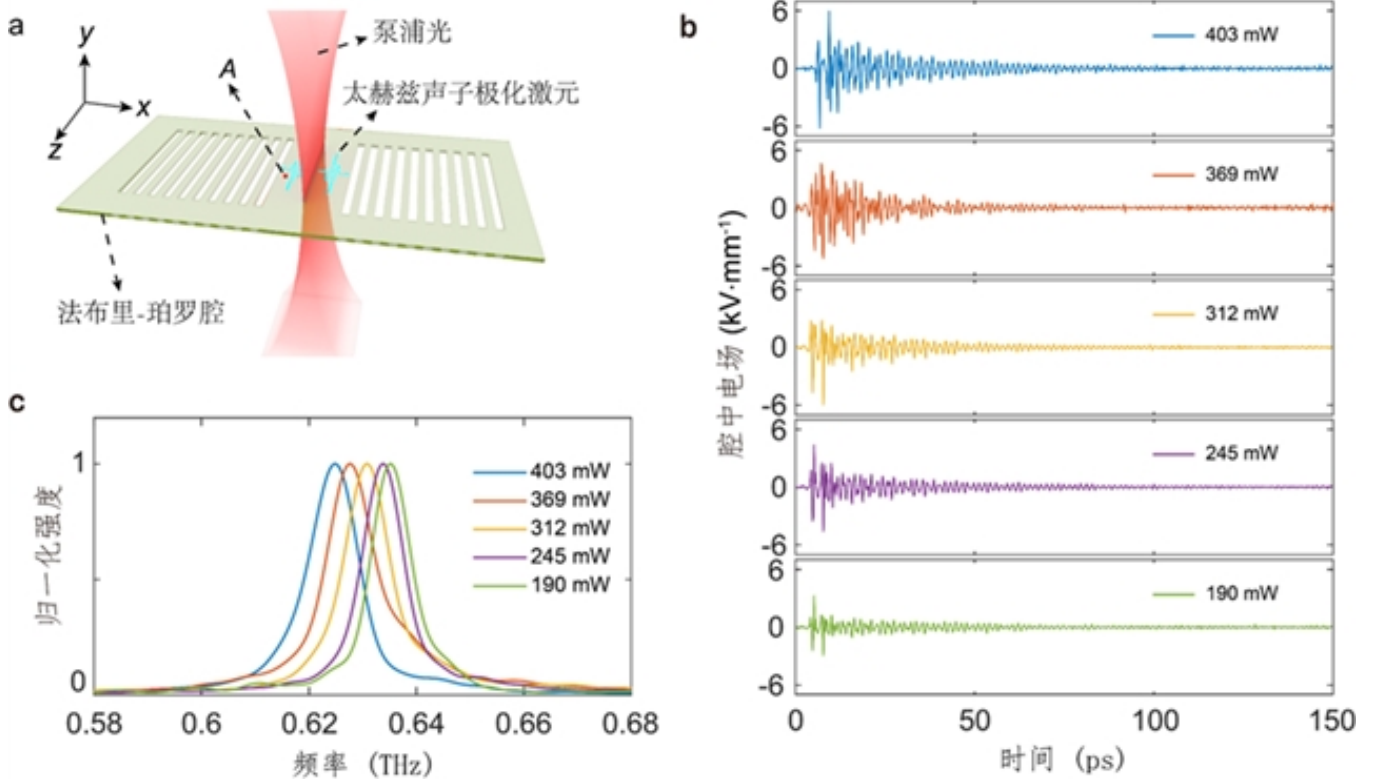 a
y
x
z
A
泵浦光
太赫兹声子极化激元
法布里-珀罗腔
b
腔中电场 (kV·mm⁻¹)
6
0
-6
403 mW
6
0
-6
369 mW
6
0
-6
312 mW
6
0
-6
245 mW
6
0
-6
190 mW
0
50
100
150
时间 (ps)
c
归一化强度
1
0
403 mW
369 mW
312 mW
245 mW
190 mW
0.58
0.6
0.62
0.64
0.66
0.68
频率 (THz)